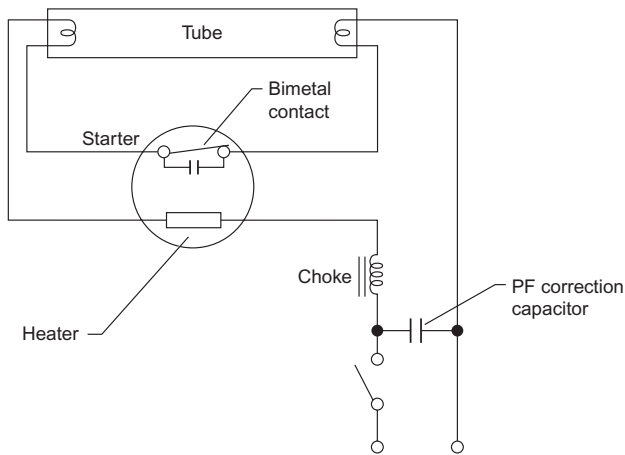 Tube
Bimetal
contact
Starter
Choke
PF correction
capacitor
Heater